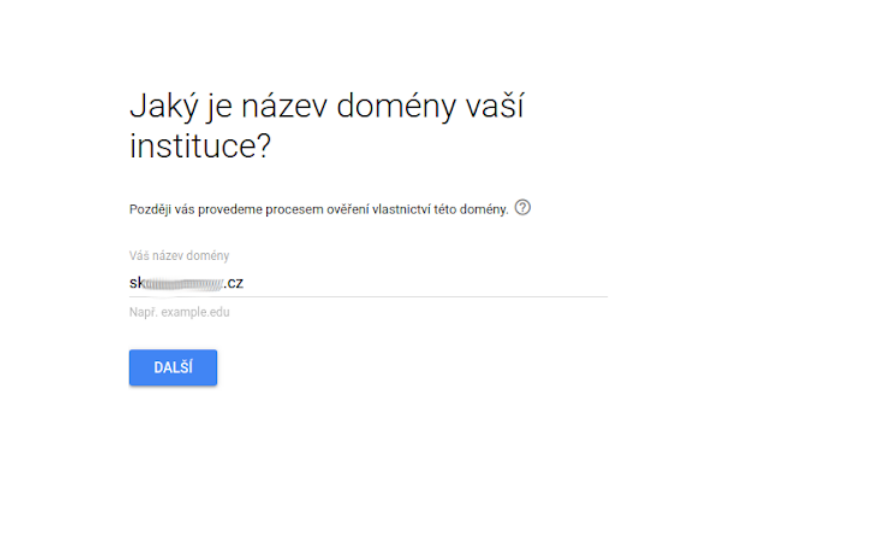 Jaký je název domény vaší
instituce?
Později vás provedeme procesem ověření vlastnictví této domény.
Váš název domény
sk .cz
Např. example.edu
DALŠÍ